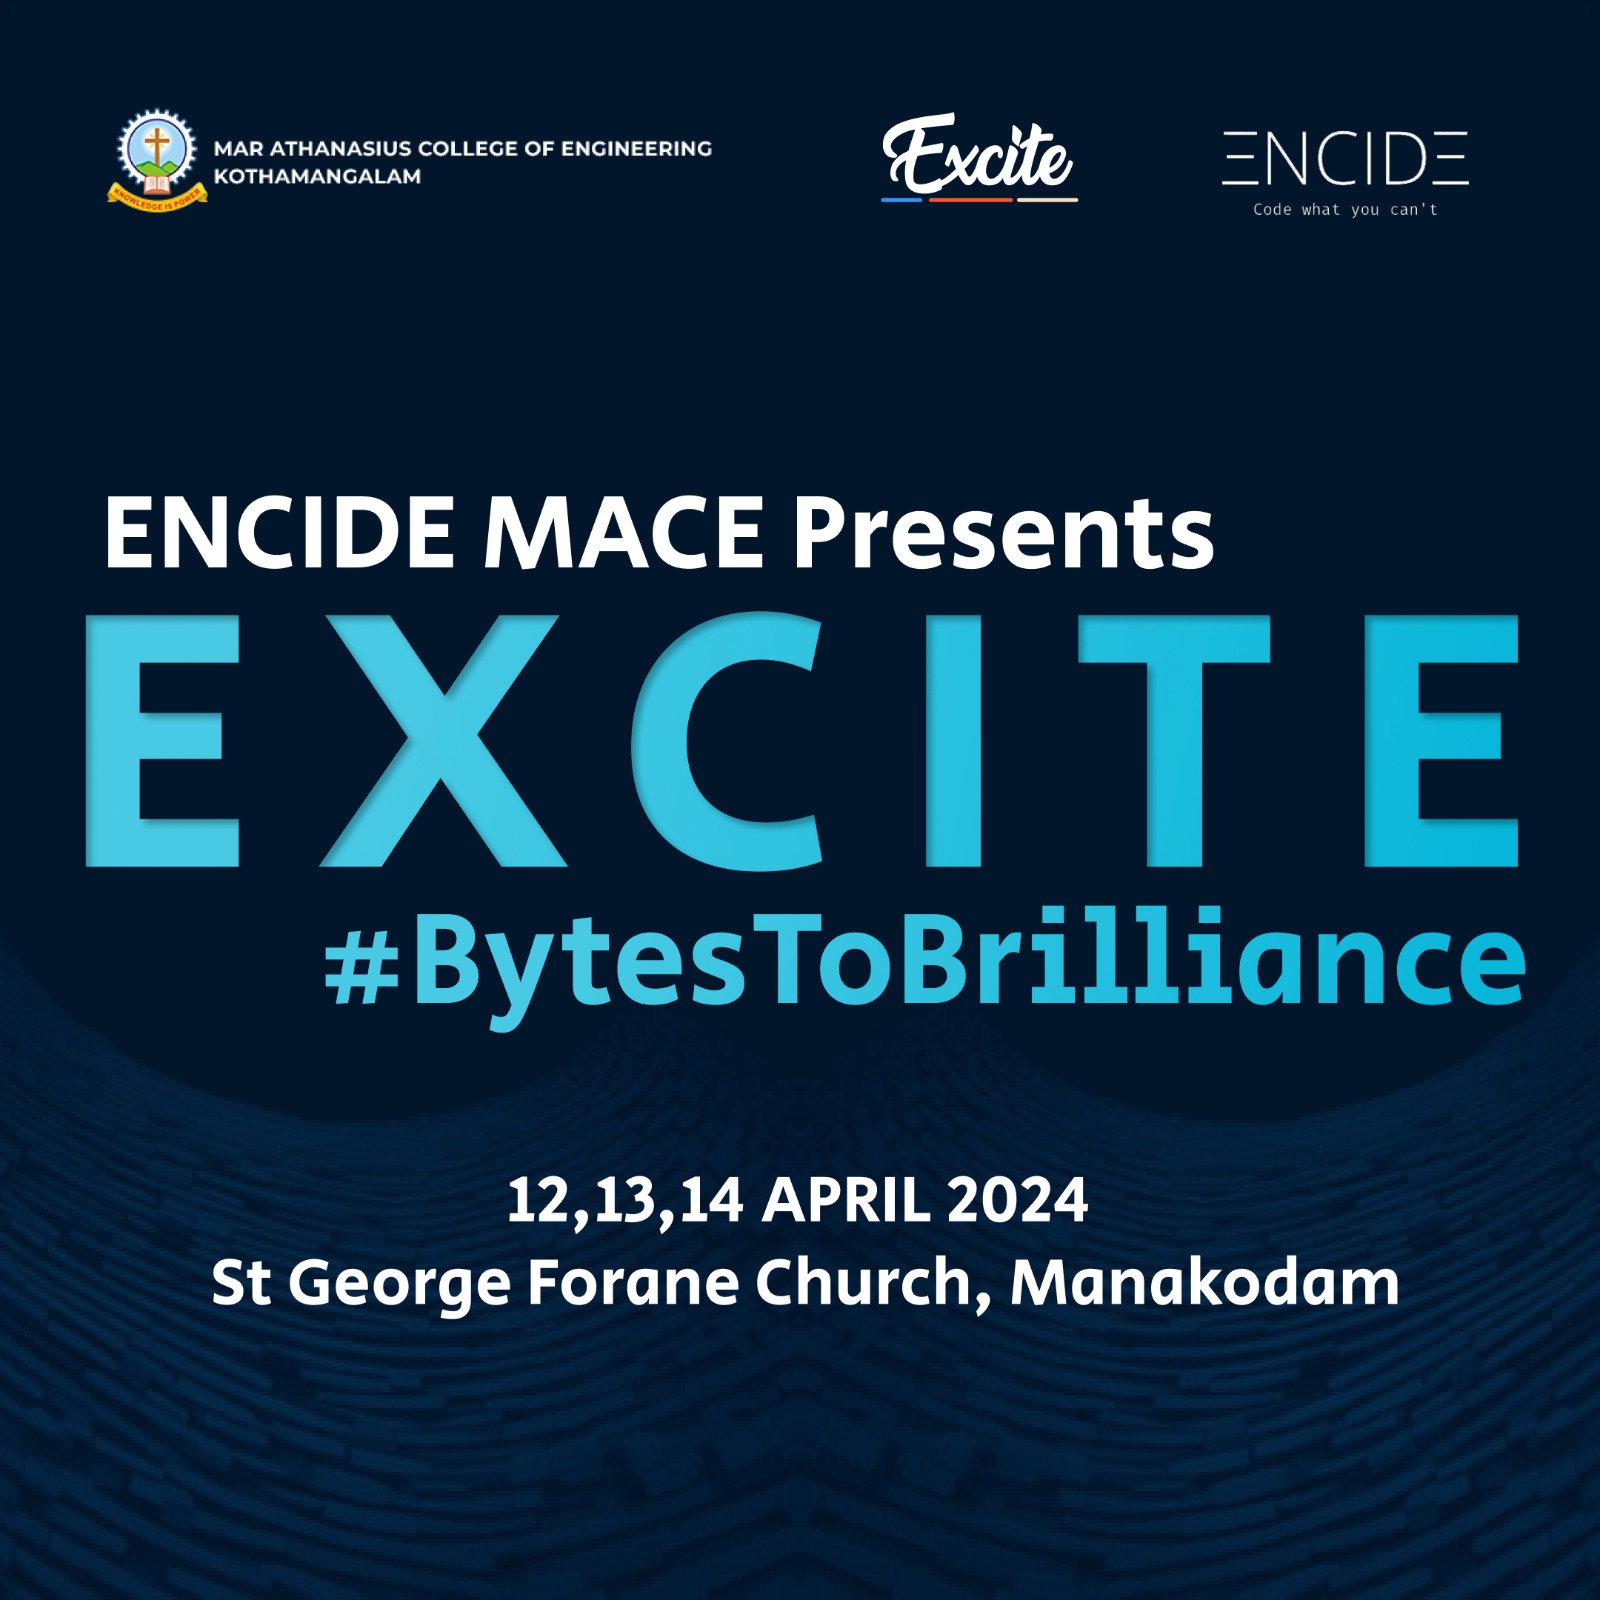 MAR ATHANASIUS COLLEGE OF ENGINEERING
KOTHAMANGALAM
KNOWLEDGE IS POWER
Excite
ENCIDE
Code what you can't
ENCIDE MACE Presents
EXCITE
#BytesToBrilliance
12,13,14 APRIL 2024
St George Forane Church, Manakodam